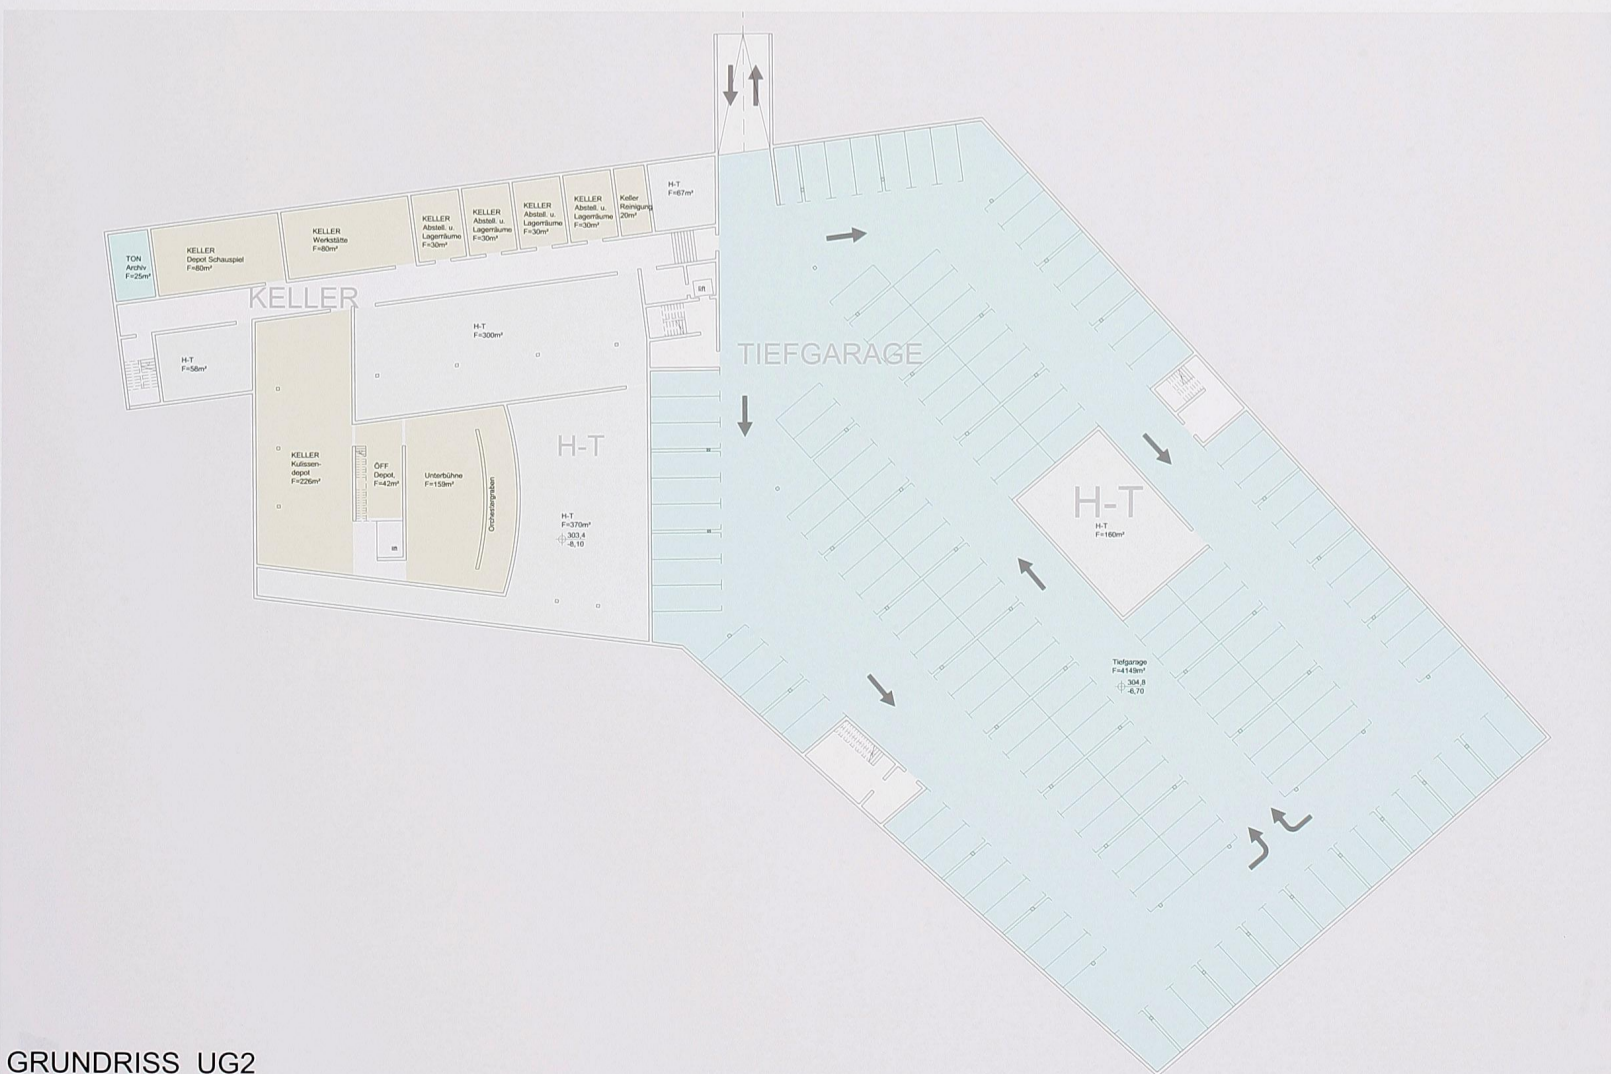 H-T
F=67m²
KELLER
Abstell. u.
Lagerräume
F=30m²
KELLER
Abstell. u.
Lagerräume
F=30m²
KELLER
Abstell. u.
Lagerräume
F=30m²
KELLER
Abstell. u.
Lagerräume
F=30m²
Keller
Reinigung
20m²
KELLER
Werkstätte
F=80m²
KELLER
Depot Schauspiel
F=80m²
TON
Archiv
F=25m²
KELLER
lift
H-T
F=300m²
TIEFGARAGE
H-T
F=58m²
H-T
KELLER
Kulissen-
depot
F=226m²
ÖFF
Depot,
F=42m²
Unterbühne
F=159m²
Orchestergraben
lift
H-T
F=370m²
303,4
-8,10
H-T
H-T
F=160m²
Tiefgarage
F=4149m²
304,8
-6,70
GRUNDRISS UG2